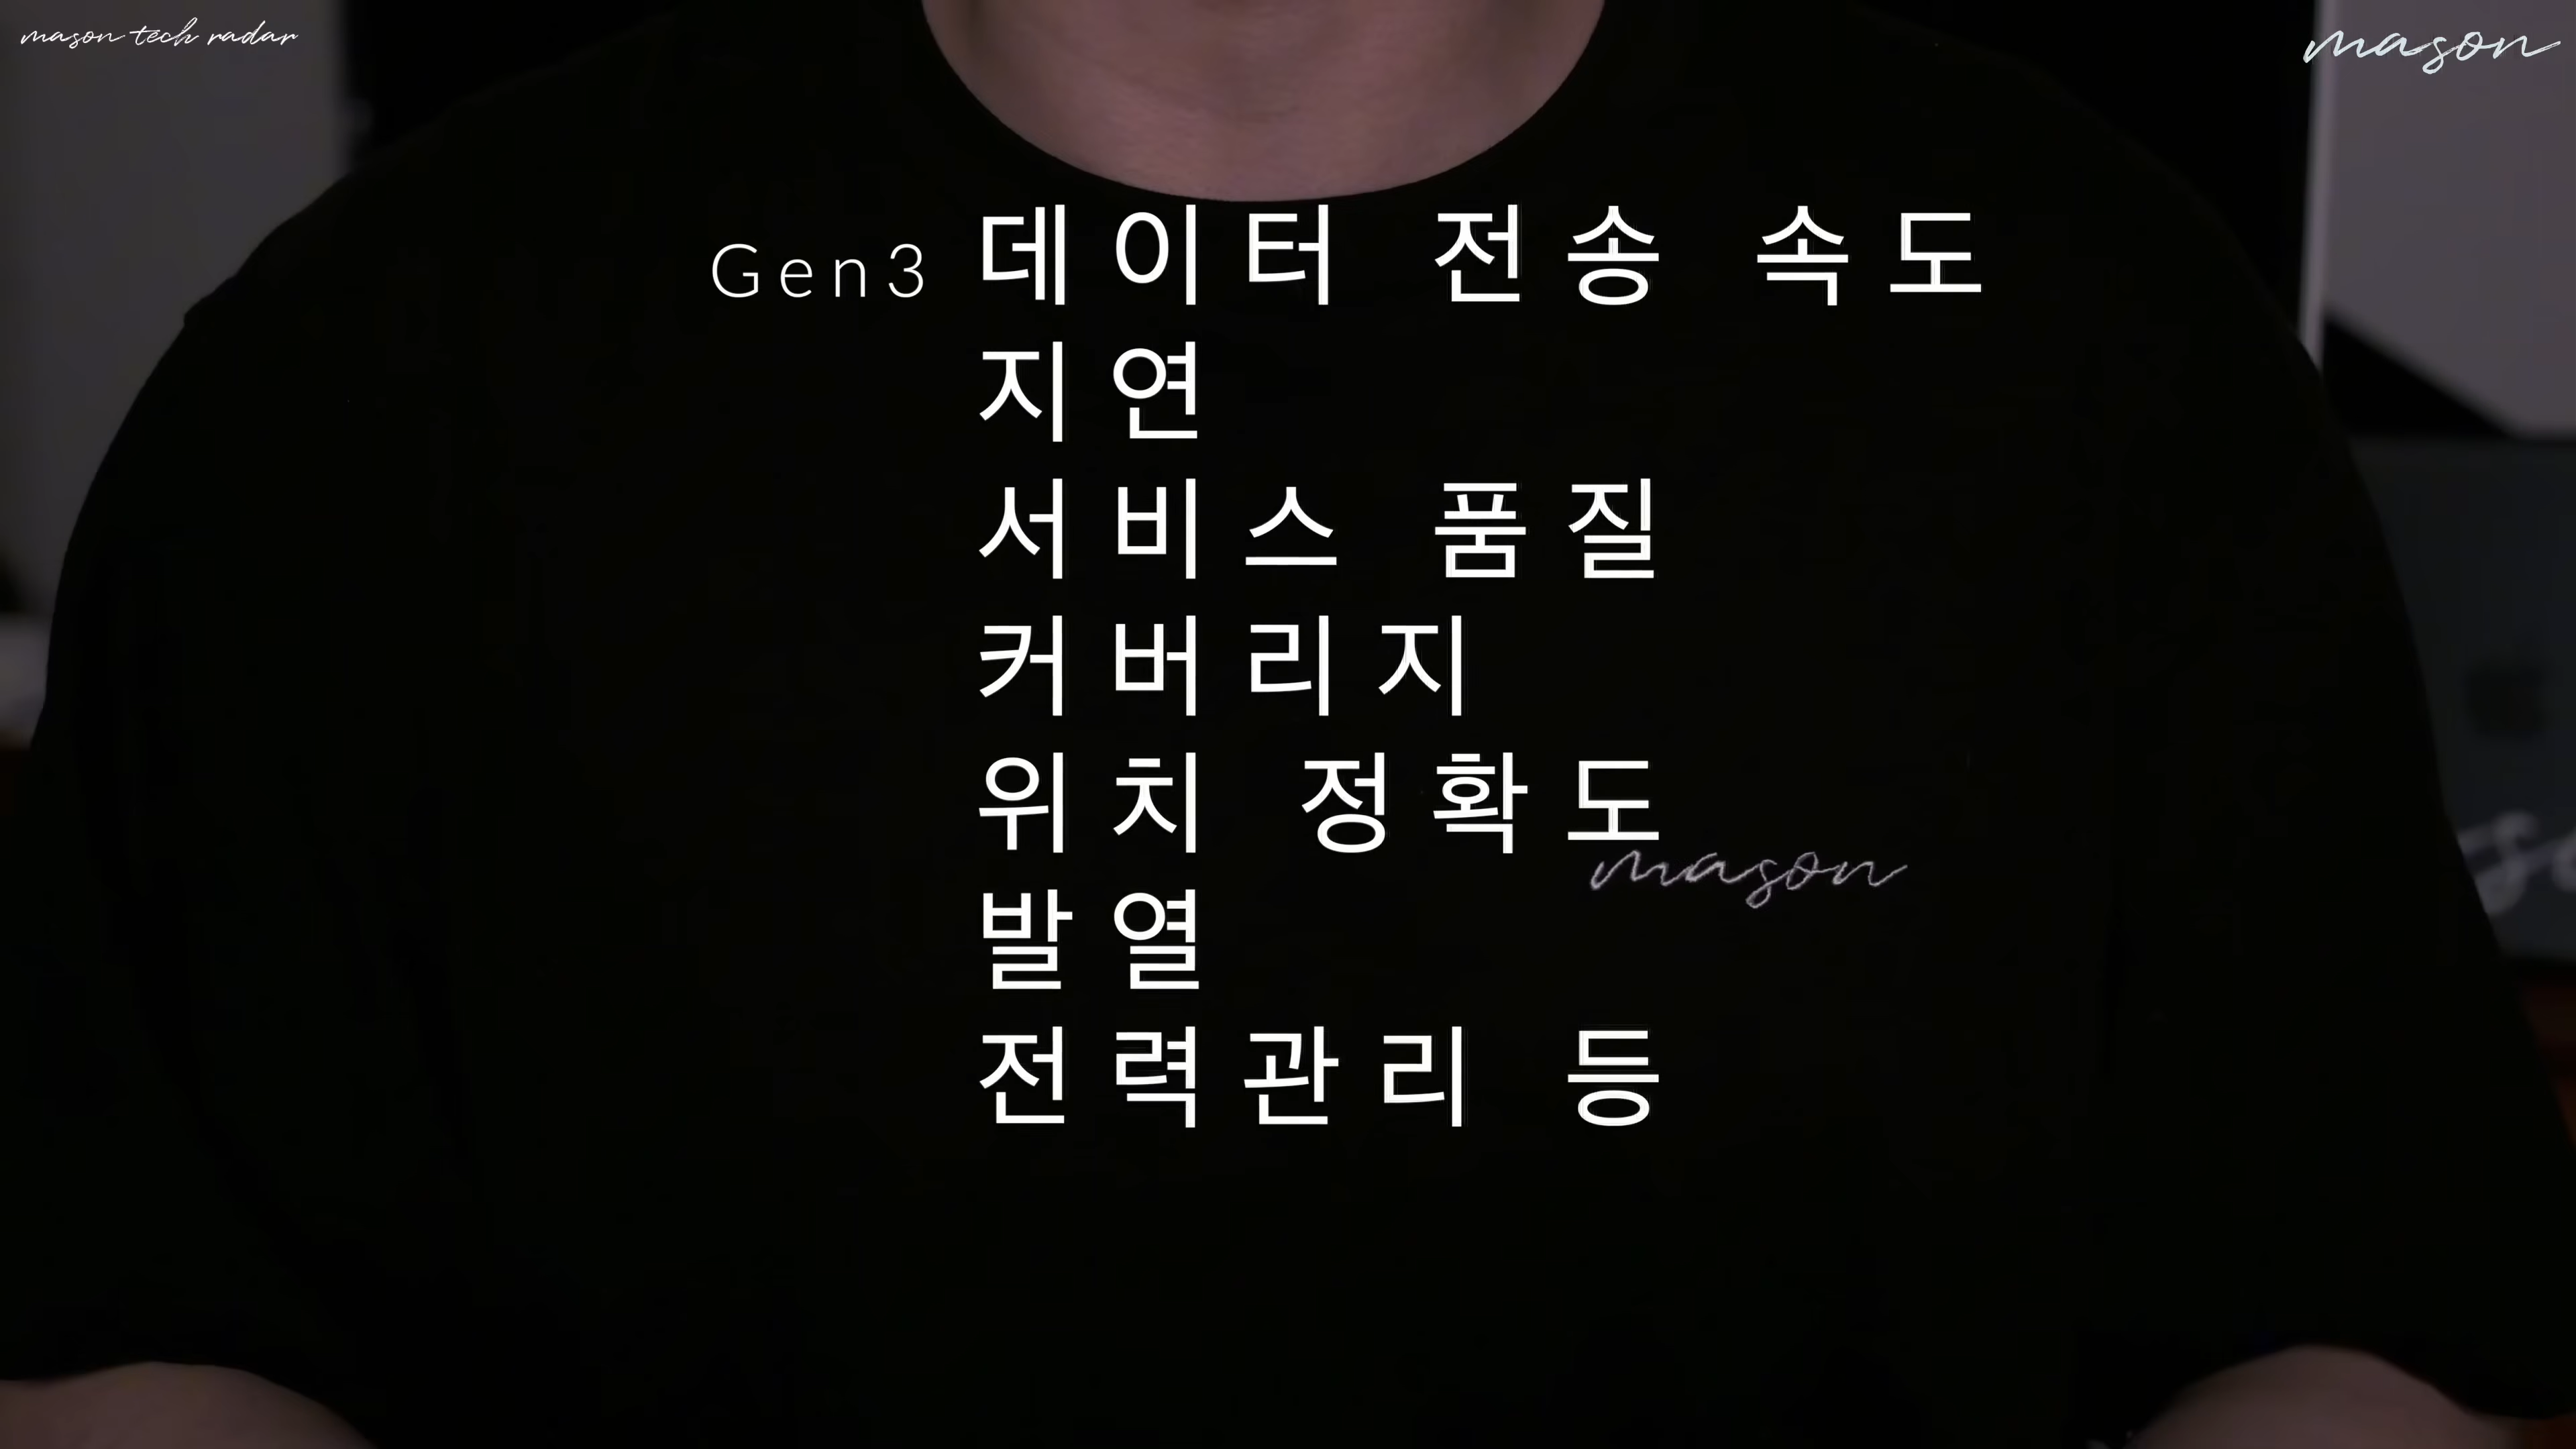 mason tech radar
mason
Gen3 데이터 전송 속도
지연
서비스 품질
커버리지
위치 정확도
mason
발열
전력관리 등